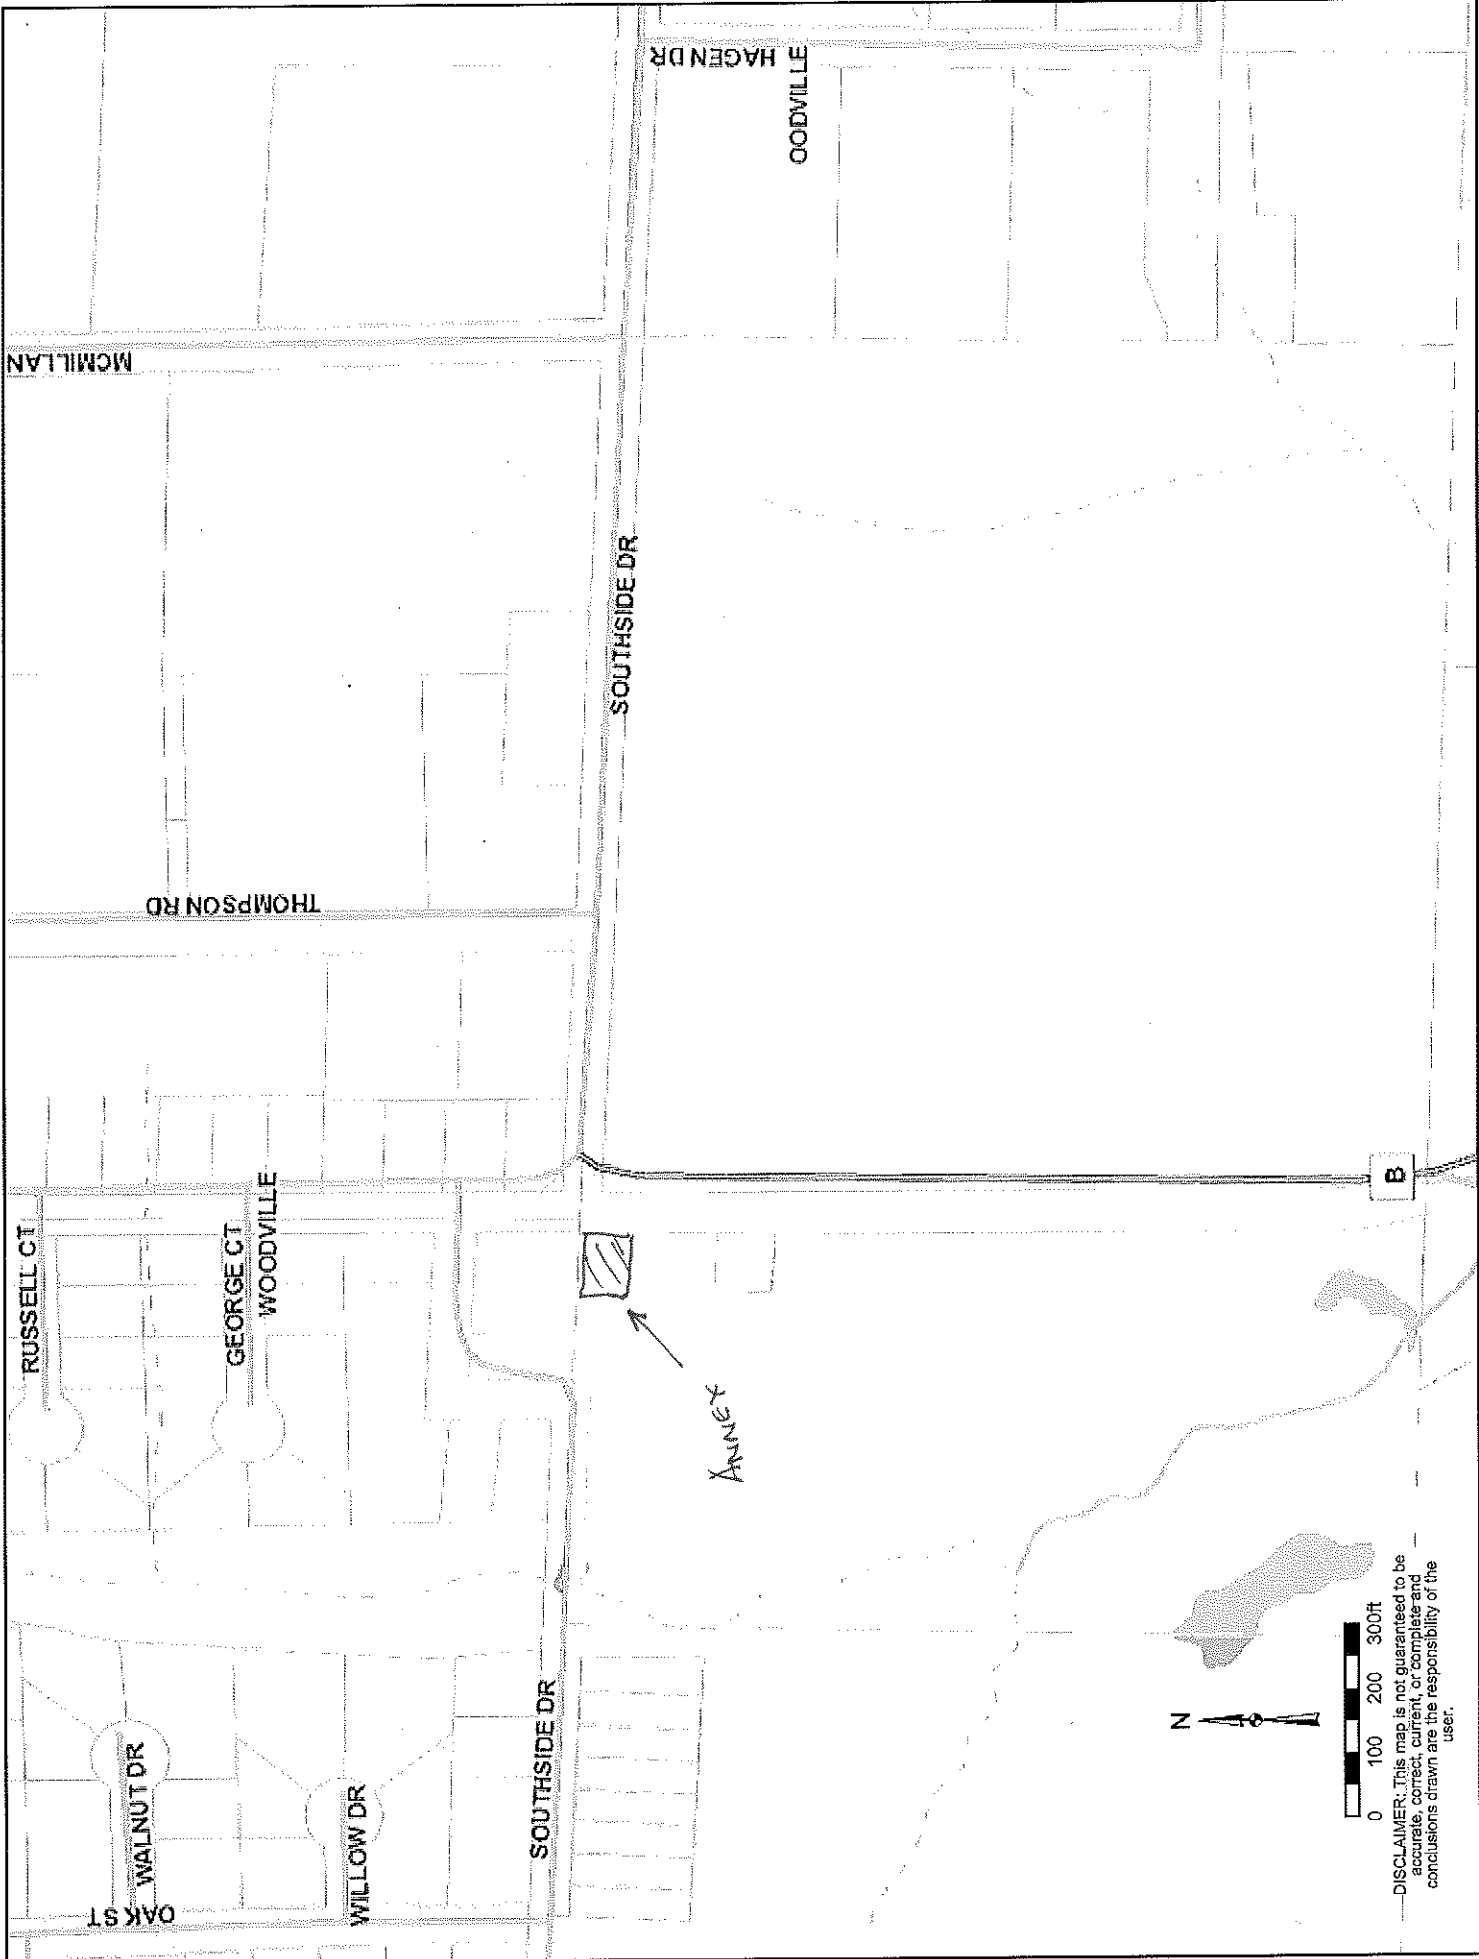 RUSSELL CT
GEORGE CT
WOODVILLE
WALNUT DR
OAK ST
WILLOW DR
SOUTHSIDE DR
THOMPSON RD
MCMILLAN
SOUTHSIDE DR
HAGEN DR
OODVILLE
ANNEX
B
N
0 100 200 300ft
DISCLAIMER: This map is not guaranteed to be
accurate, correct, current, or complete and
conclusions drawn are the responsibility of the
user.